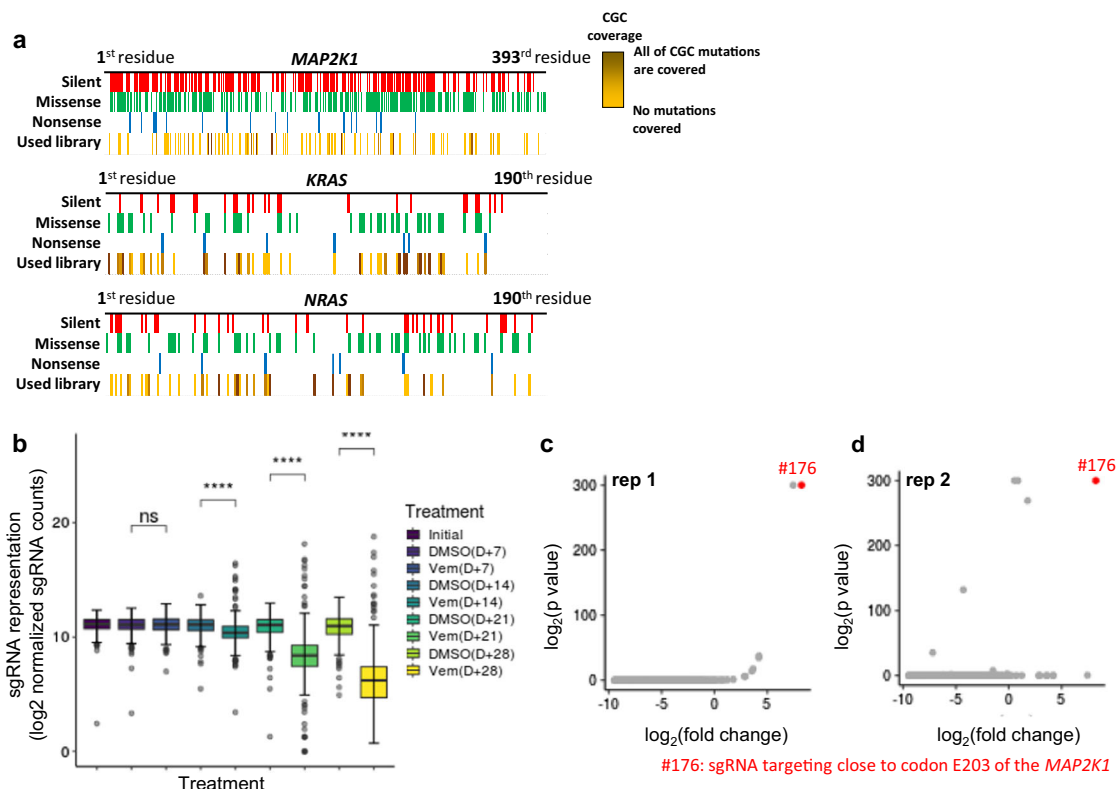 a
CGC coverage
All of CGC mutations are covered
No mutations covered
1st residue MAP2K1 393rd residue
Silent
Missense
Nonsense
Used library
1st residue KRAS 190th residue
Silent
Missense
Nonsense
Used library
1st residue NRAS 190th residue
Silent
Missense
Nonsense
Used library
b
sgRNA representation
(log2 normalized sgRNA counts)
20
10
0
ns
****
****
****
Treatment
Treatment
Initial
DMSO(D+7)
Vem(D+7)
DMSO(D+14)
Vem(D+14)
DMSO(D+21)
Vem(D+21)
DMSO(D+28)
Vem(D+28)
c
rep 1
#176
log2(p value)
300
200
100
0
-10 -5 0 5
log2(fold change)
d
rep 2
#176
log2(p value)
300
200
100
0
-10 -5 0 5
log2(fold change)
#176: sgRNA targeting close to codon E203 of the MAP2K1